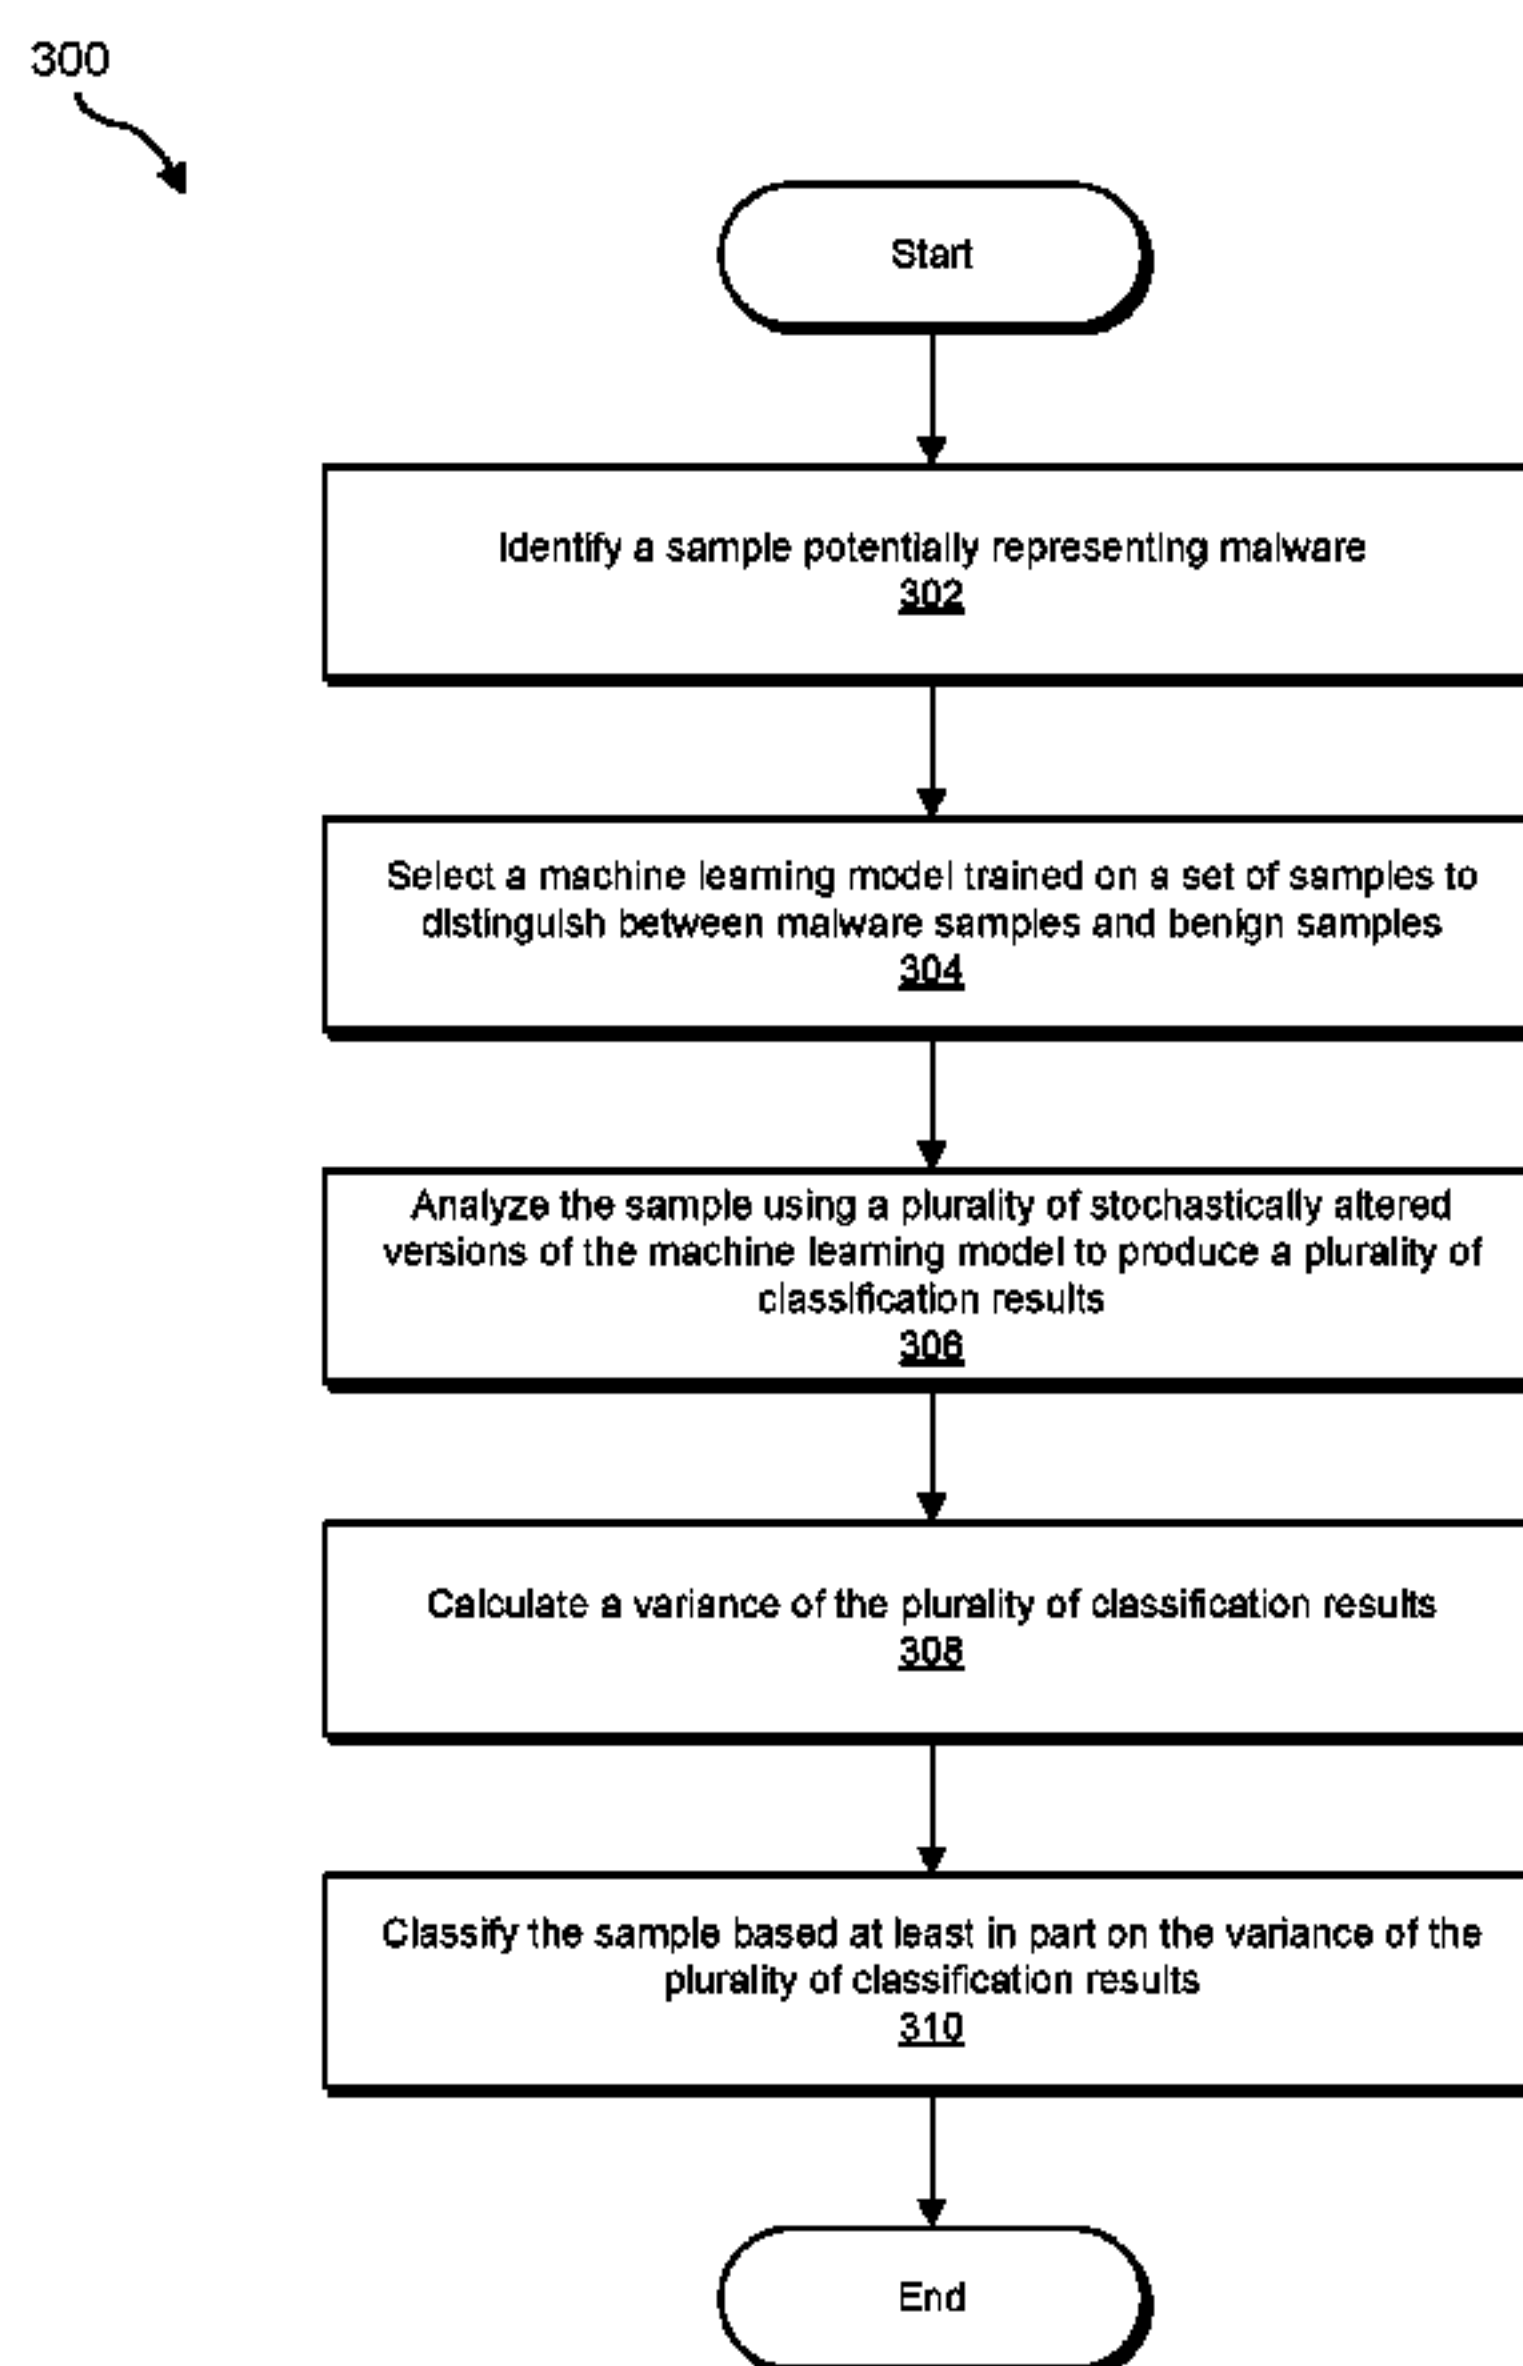 300
Start
Identify a sample potentially representing malware
302
Select a machine learning model trained on a set of samples to
distinguish between malware samples and benign samples
304
Analyze the sample using a plurality of stochastically altered
versions of the machine learning model to produce a plurality of
classification results
306
Calculate a variance of the plurality of classification results
308
Classify the sample based at least in part on the variance of the
plurality of classification results
310
End